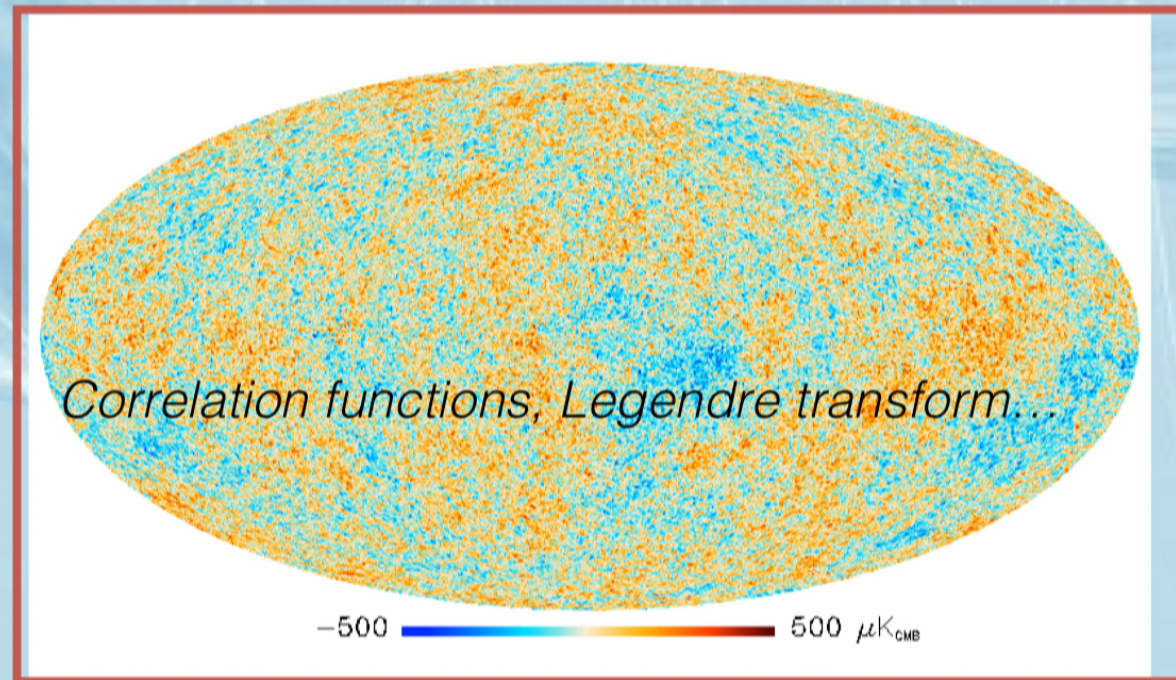 Correlation functions, Legendre transform...
−500 500 μK_CMB